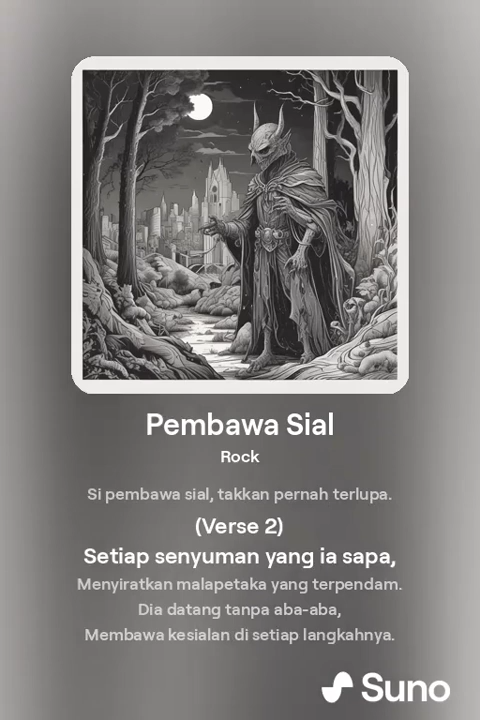 Pembawa Sial
Rock
Si pembawa sial, takkan pernah terlupa.
(Verse 2)
Setiap senyuman yang ia sapa,
Menyiratkan malapetaka yang terpendam.
Dia datang tanpa aba-aba,
Membawa kesialan di setiap langkahnya.
Suno